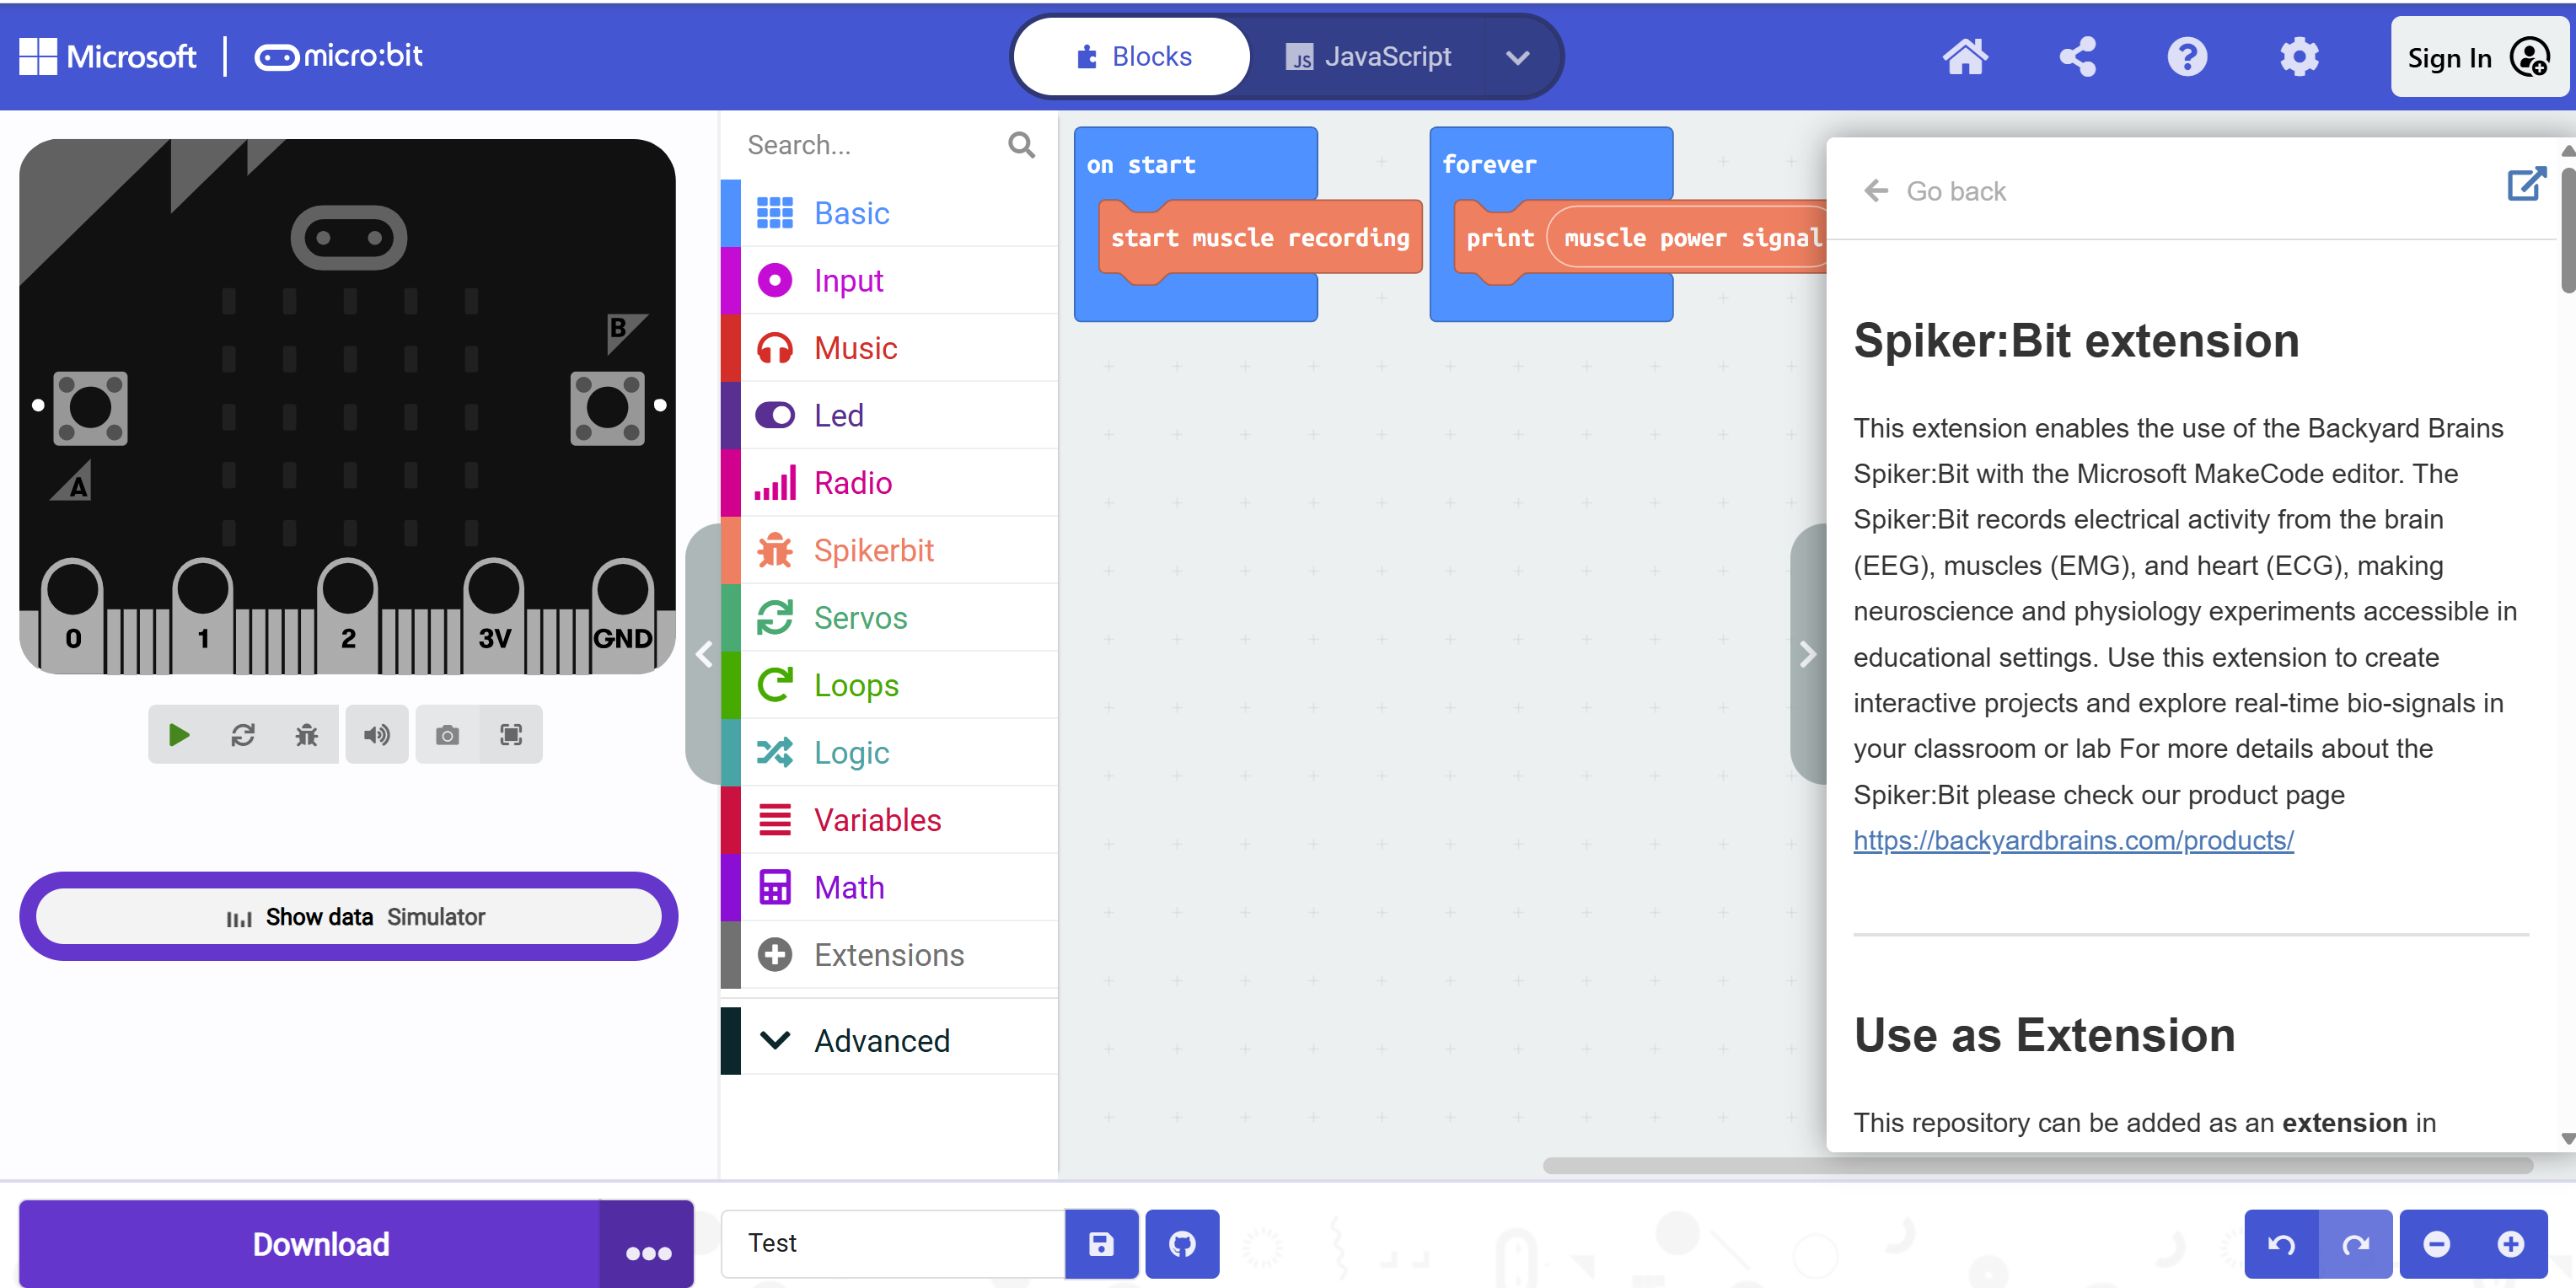 Microsoft | micro:bit
Blocks
JavaScript
Sign In
B
A
0 1 2 3V GND
Show data Simulator
Download
Search...
Basic
Input
Music
Led
Radio
Spikerbit
Servos
Loops
Logic
Variables
Math
Extensions
Advanced
on start
start muscle recording
forever
print muscle power signal
Go back
Spiker:Bit extension
This extension enables the use of the Backyard Brains
Spiker:Bit with the Microsoft MakeCode editor. The
Spiker:Bit records electrical activity from the brain
(EEG), muscles (EMG), and heart (ECG), making
neuroscience and physiology experiments accessible in
educational settings. Use this extension to create
interactive projects and explore real-time bio-signals in
your classroom or lab For more details about the
Spiker:Bit please check our product page
https://backyardbrains.com/products/
Use as Extension
This repository can be added as an extension in
Test